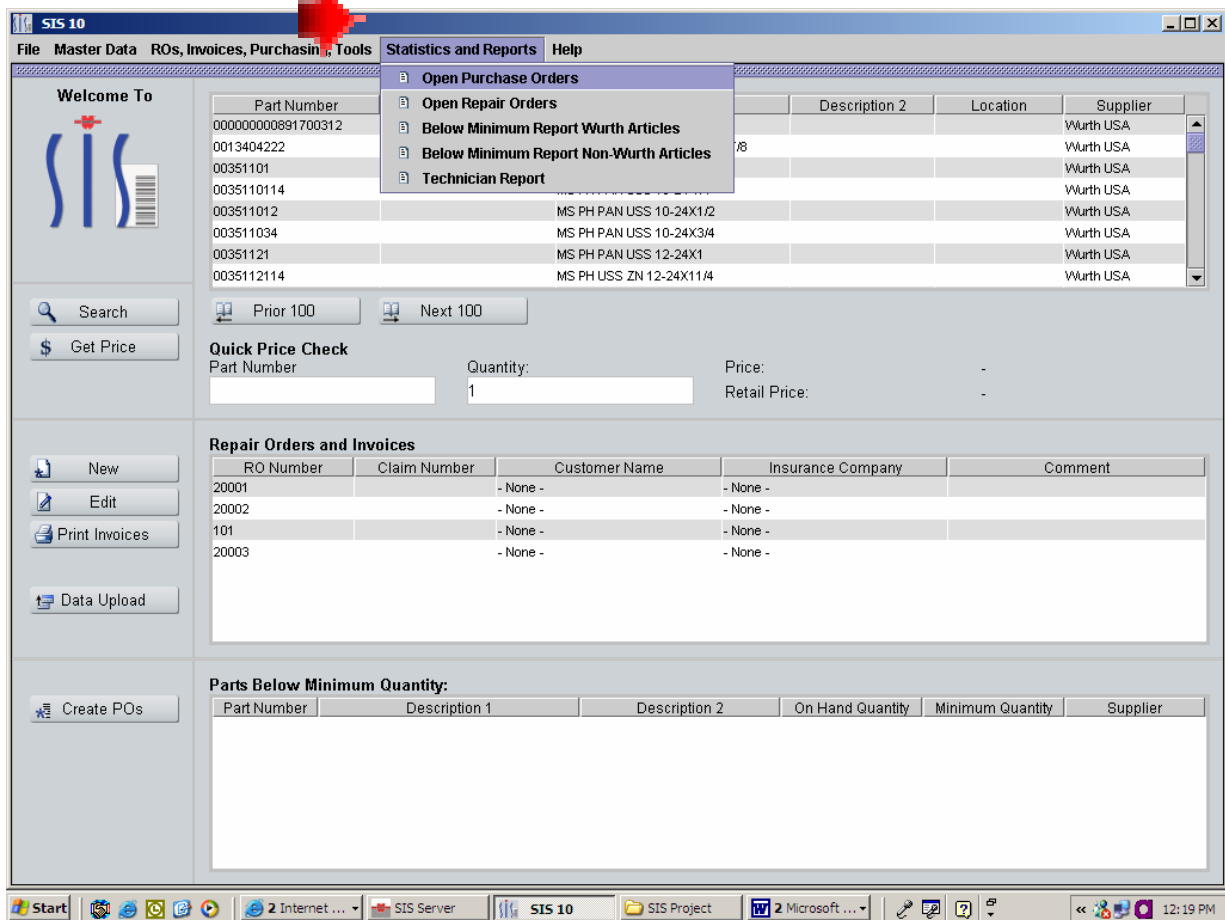 SIS 10
File Master Data ROs, Invoices, Purchasing, Tools Statistics and Reports Help
Open Purchase Orders
Open Repair Orders
Below Minimum Report Wurth Articles
Below Minimum Report Non-Wurth Articles
Technician Report
Welcome To
SIS
Search
$ Get Price
Part Number Description 2 Location Supplier
000000000891700312 Wurth USA
0013404222 7/8 Wurth USA
00351101 Wurth USA
0035110114 Wurth USA
003511012 MS PH PAN USS 10-24X1/2 Wurth USA
003511034 MS PH PAN USS 10-24X3/4 Wurth USA
00351121 MS PH PAN USS 12-24X1 Wurth USA
0035112114 MS PH USS ZN 12-24X11/4 Wurth USA
Prior 100 Next 100
Quick Price Check
Part Number Quantity: Price: -
1 Retail Price: -
New
Edit
Print Invoices
Data Upload
Repair Orders and Invoices
RO Number Claim Number Customer Name Insurance Company Comment
20001 - None - - None -
20002 - None - - None -
101 - None - - None -
20003 - None - - None -
Create POs
Parts Below Minimum Quantity:
Part Number Description 1 Description 2 On Hand Quantity Minimum Quantity Supplier
Start 2 Internet ... SIS Server SIS 10 SIS Project 2 Microsoft ... 12:19 PM